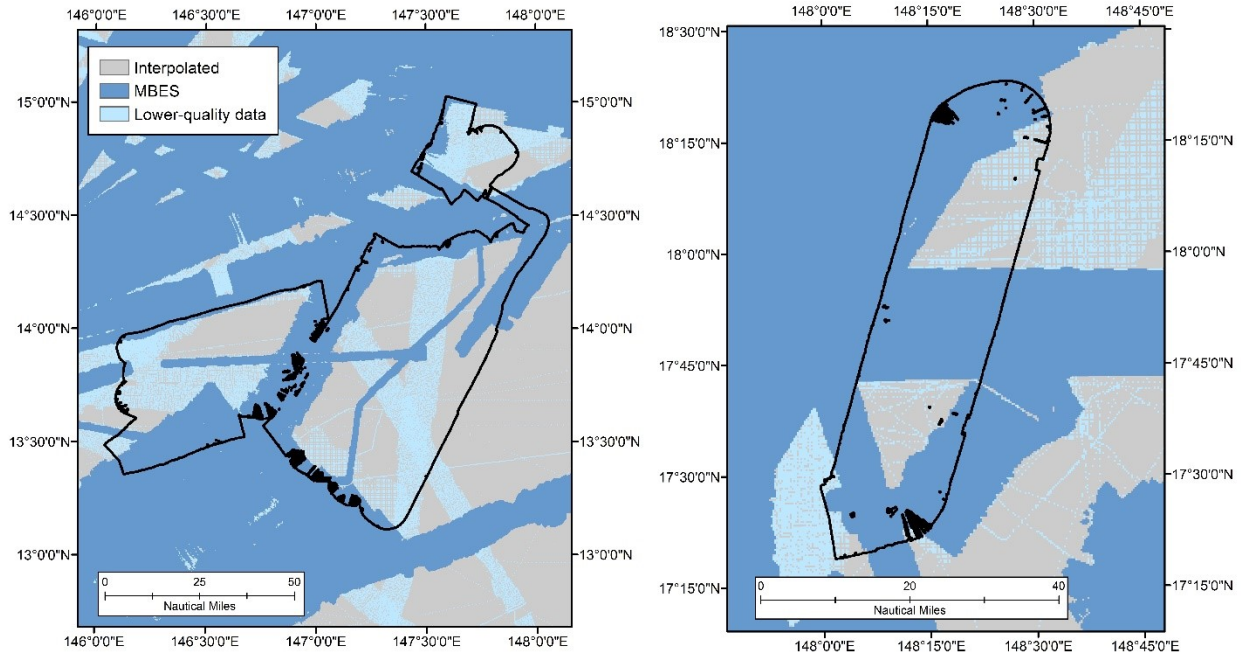 146°0'0"E 146°30'0"E 147°0'0"E 147°30'0"E 148°0'0"E
Interpolated
MBES
Lower-quality data
15°0'0"N
14°30'0"N
14°0'0"N
13°30'0"N
13°0'0"N
15°0'0"N
14°30'0"N
14°0'0"N
13°30'0"N
13°0'0"N
0 25 50
Nautical Miles
146°0'0"E 146°30'0"E 147°0'0"E 147°30'0"E 148°0'0"E
148°0'0"E 148°15'0"E 148°30'0"E 148°45'0"E
18°30'0"N
18°15'0"N
18°0'0"N
17°45'0"N
17°30'0"N
17°15'0"N
18°15'0"N
18°0'0"N
17°45'0"N
17°30'0"N
17°15'0"N
0 20 40
Nautical Miles
148°0'0"E 148°15'0"E 148°30'0"E 148°45'0"E